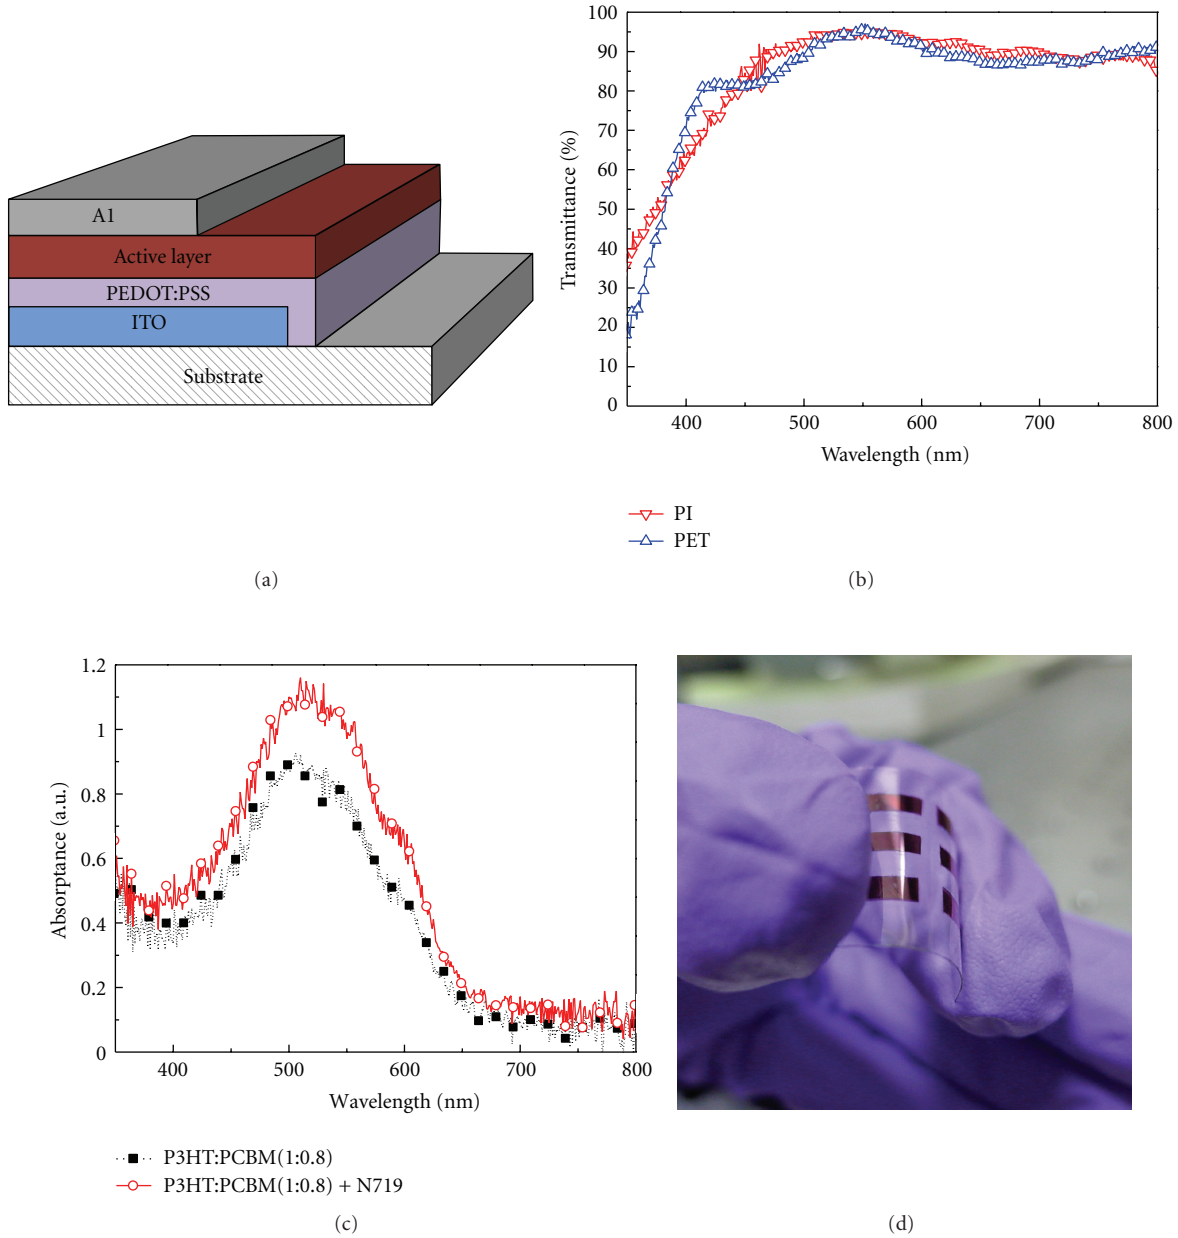 A1
Active layer
PEDOT:PSS
ITO
Substrate
(a)
100
90
80
70
60
50
40
30
20
10
0
Transmittance (%)
400 500 600 700 800
Wavelength (nm)
PI
PET
(b)
1.2
1
0.8
0.6
0.4
0.2
0
Absorptance (a.u.)
400 500 600 700 800
Wavelength (nm)
P3HT:PCBM(1:0.8)
P3HT:PCBM(1:0.8) + N719
(c)
(d)